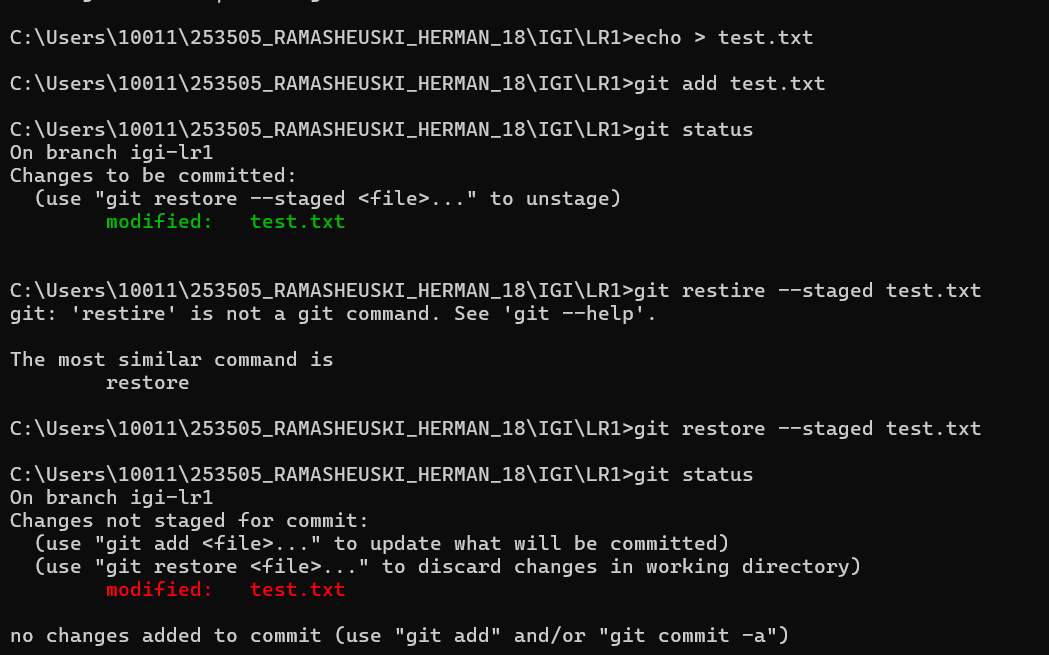 C:\Users\10011\253505_RAMASHEUSKI_HERMAN_18\IGI\LR1>echo > test.txt
C:\Users\10011\253505_RAMASHEUSKI_HERMAN_18\IGI\LR1>git add test.txt
C:\Users\10011\253505_RAMASHEUSKI_HERMAN_18\IGI\LR1>git status
On branch igi-lr1
Changes to be committed:
  (use "git restore --staged <file>..." to unstage)
        modified:   test.txt
C:\Users\10011\253505_RAMASHEUSKI_HERMAN_18\IGI\LR1>git restire --staged test.txt
git: 'restire' is not a git command. See 'git --help'.
The most similar command is
        restore
C:\Users\10011\253505_RAMASHEUSKI_HERMAN_18\IGI\LR1>git restore --staged test.txt
C:\Users\10011\253505_RAMASHEUSKI_HERMAN_18\IGI\LR1>git status
On branch igi-lr1
Changes not staged for commit:
  (use "git add <file>..." to update what will be committed)
  (use "git restore <file>..." to discard changes in working directory)
        modified:   test.txt
no changes added to commit (use "git add" and/or "git commit -a")